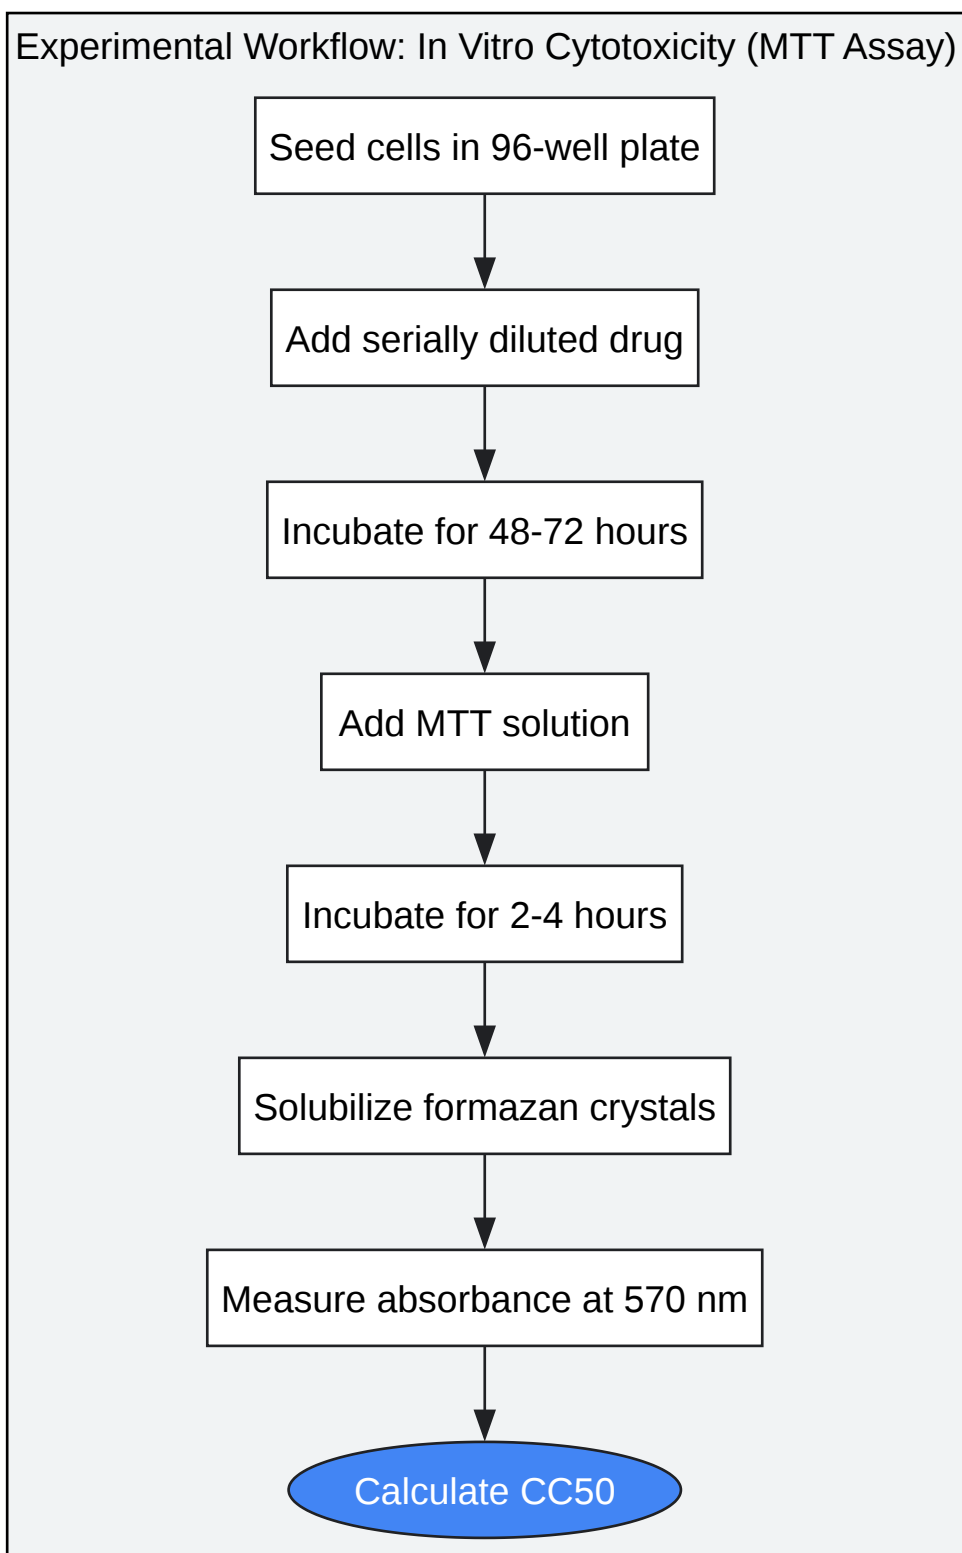 Experimental Workflow: In Vitro Cytotoxicity (MTT Assay)
Seed cells in 96-well plate
Add serially diluted drug
Incubate for 48-72 hours
Add MTT solution
Incubate for 2-4 hours
Solubilize formazan crystals
Measure absorbance at 570 nm
Calculate CC50